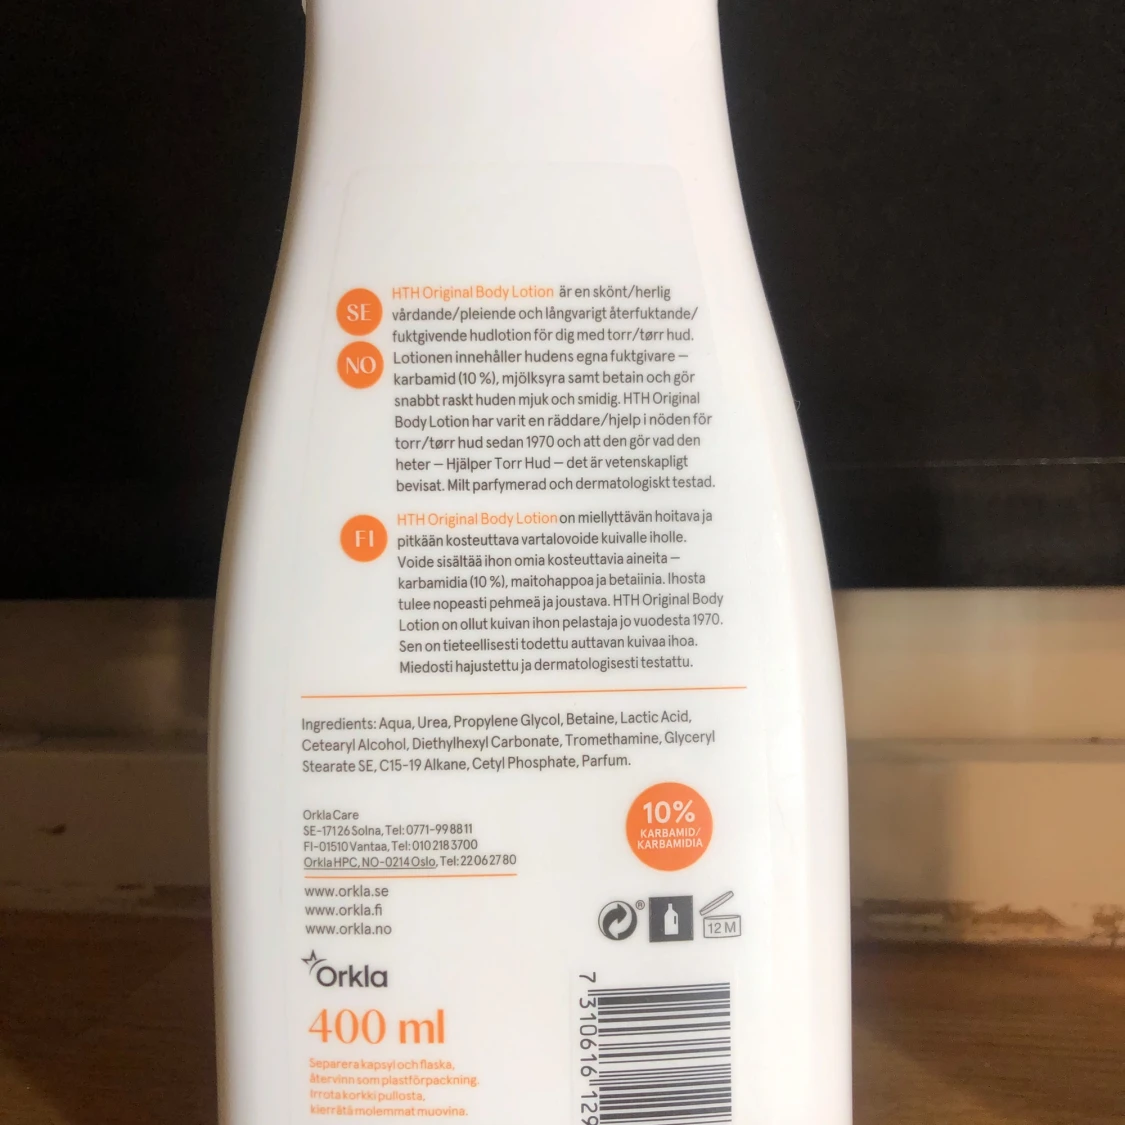 SE
NO
HTH Original Body Lotion är en skönt/herlig
vårdande/pleiende och långvarigt återfuktande/
fuktgivende hudlotion för dig med torr/tørr hud.
Lotionen innehåller hudens egna fuktgivare –
karbamid (10 %), mjölksyra samt betain och gör
snabbt raskt huden mjuk och smidig. HTH Original
Body Lotion har varit en räddare/hjelp i nöden för
torr/tørr hud sedan 1970 och att den gör vad den
heter – Hjälper Torr Hud – det är vetenskapligt
bevisat. Milt parfymerad och dermatologiskt testad.
FI
HTH Original Body Lotion on miellyttävän hoitava ja
pitkään kosteuttava vartalovoide kuivalle iholle.
Voide sisältää ihon omia kosteuttavia aineita –
karbamidia (10 %), maitohappoa ja betaiinia. Ihosta
tulee nopeasti pehmeä ja joustava. HTH Original Body
Lotion on ollut kuivan ihon pelastaja jo vuodesta 1970.
Sen on tieteellisesti todettu auttavan kuivaa ihoa.
Miedosti hajustettu ja dermatologisesti testattu.
Ingredients: Aqua, Urea, Propylene Glycol, Betaine, Lactic Acid,
Cetearyl Alcohol, Diethylhexyl Carbonate, Tromethamine, Glyceryl
Stearate SE, C15-19 Alkane, Cetyl Phosphate, Parfum.
Orkla Care
SE-171 26 Solna, Tel: 0771-99 88 11
FI-01510 Vantaa, Tel: 010 218 3700
Orkla HPC, NO-0214 Oslo, Tel: 22 06 27 80
www.orkla.se
www.orkla.fi
www.orkla.no
10%
KARBAMID/
KARBAMIDIA
®
12 M
Orkla
400 ml
Separera kapsyl och flaska,
återvinn som plastförpackning.
Irrota korkki pullosta,
kierrätä molemmat muovina.
7 310616 129